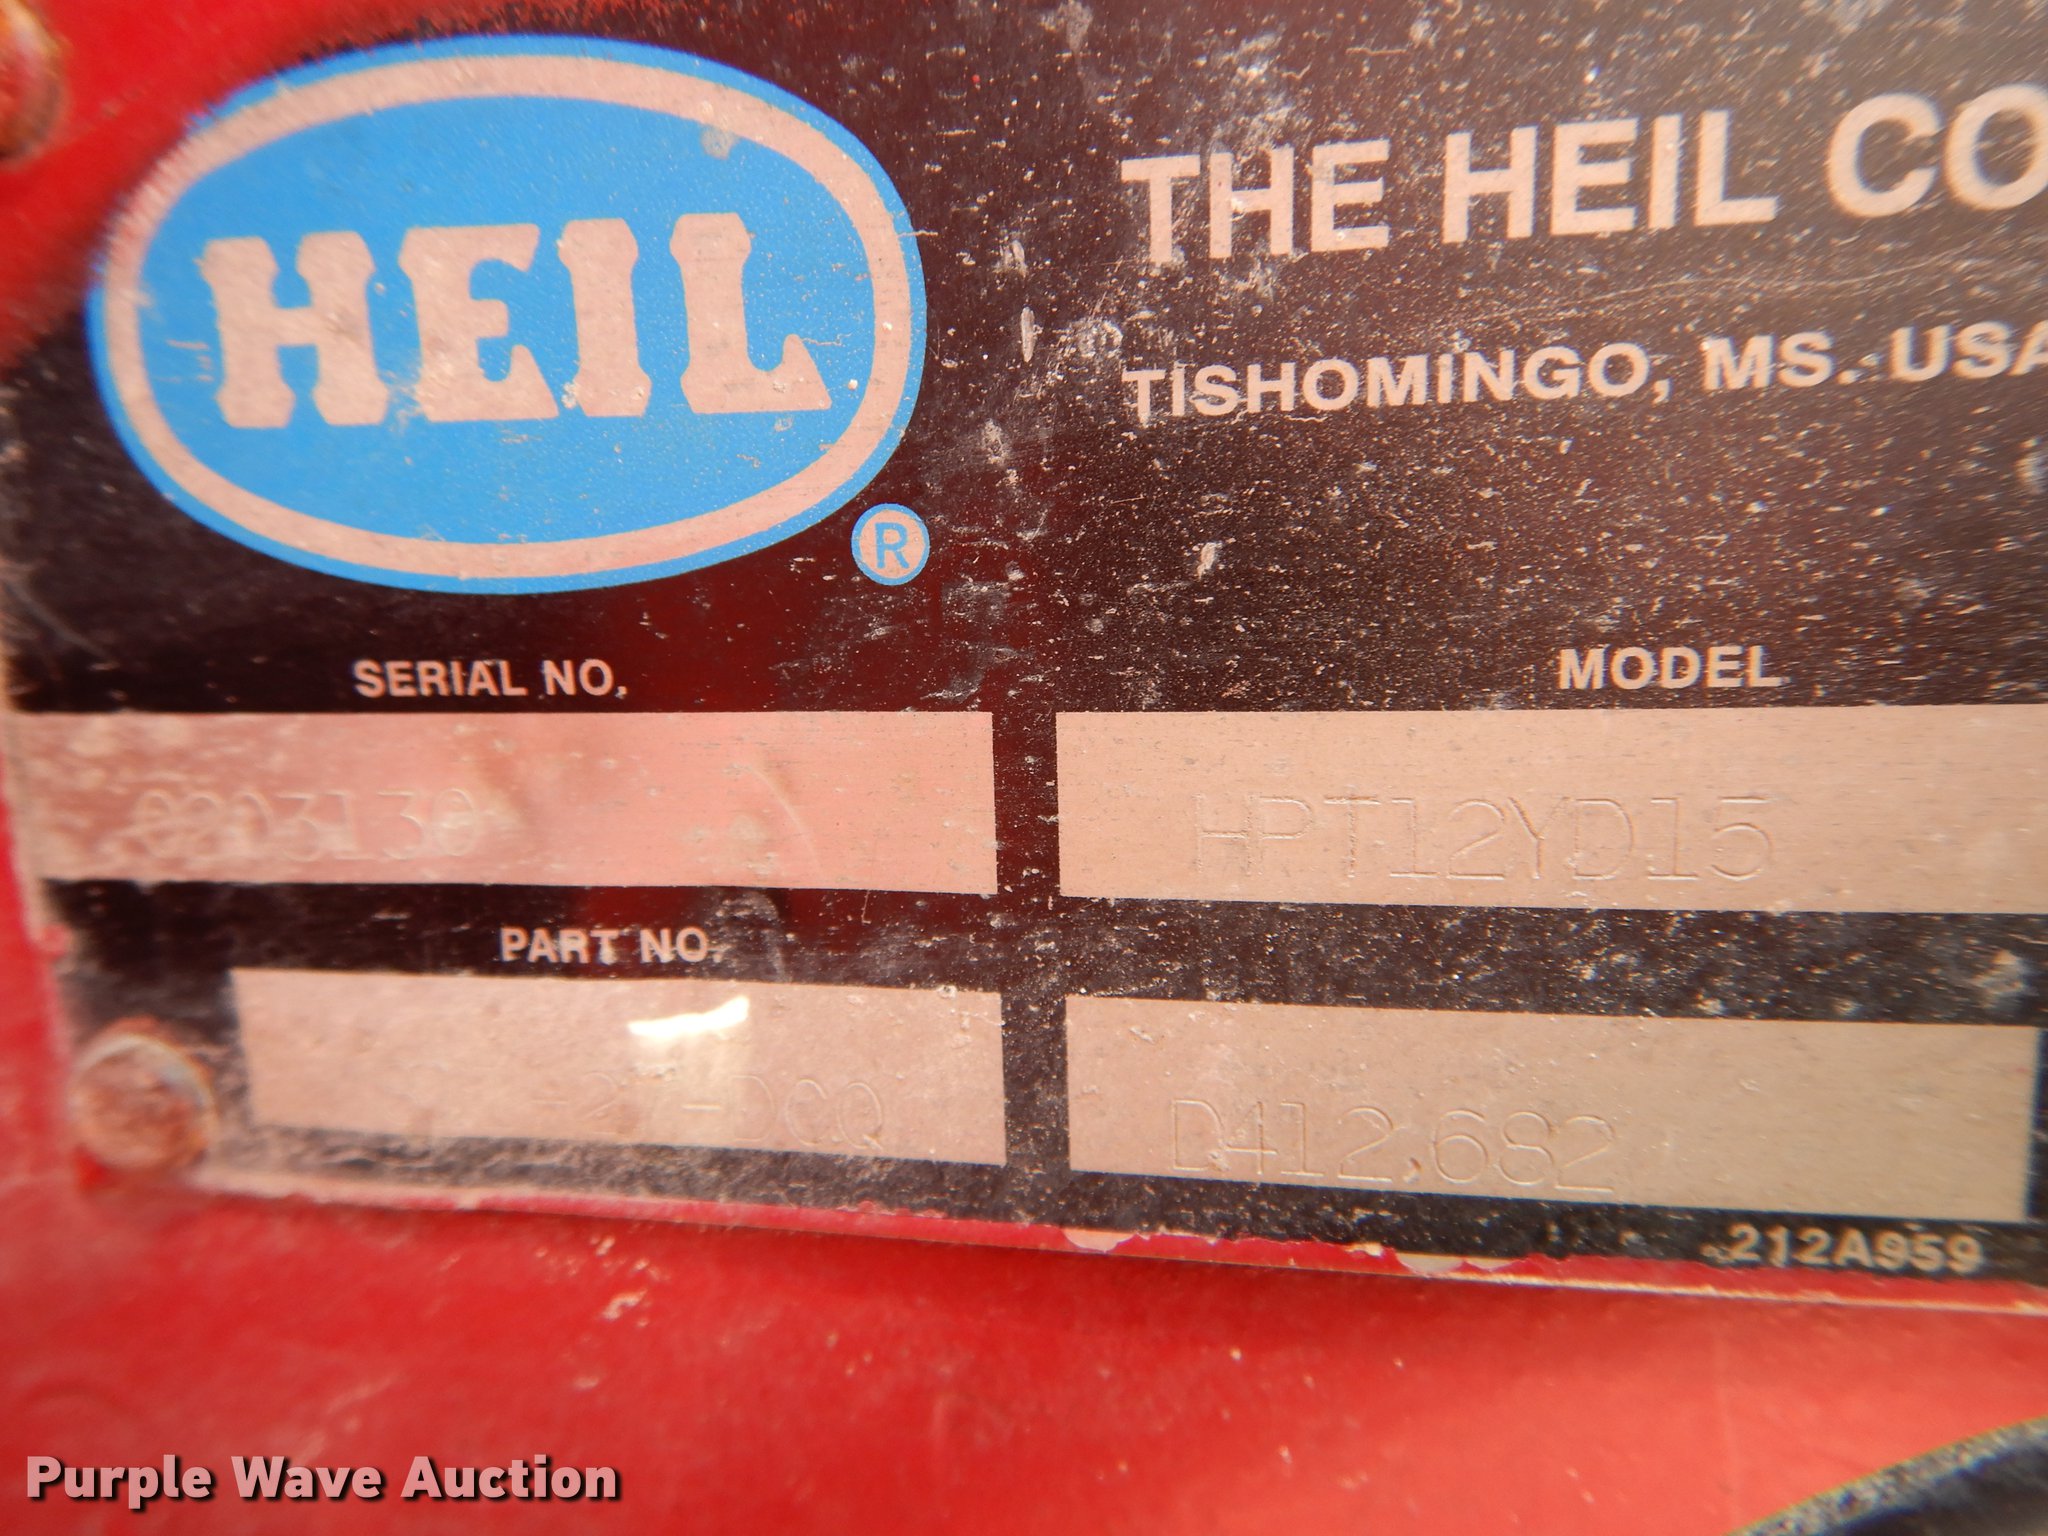 HEIL
®
THE HEIL CO
TISHOMINGO, MS. USA
SERIAL NO.
MODEL
HPT12YD15
PART NO.
D412,682
212A959
Purple Wave Auction